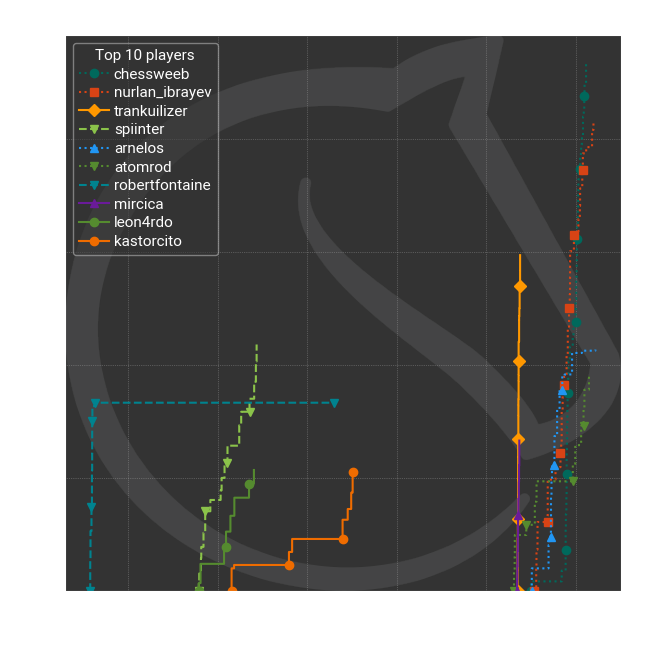 Top 10 players
chessweeb
nurlan_ibrayev
trankuilizer
spiinter
arnelos
atomrod
robertfontaine
mircica
leon4rdo
kastorcito